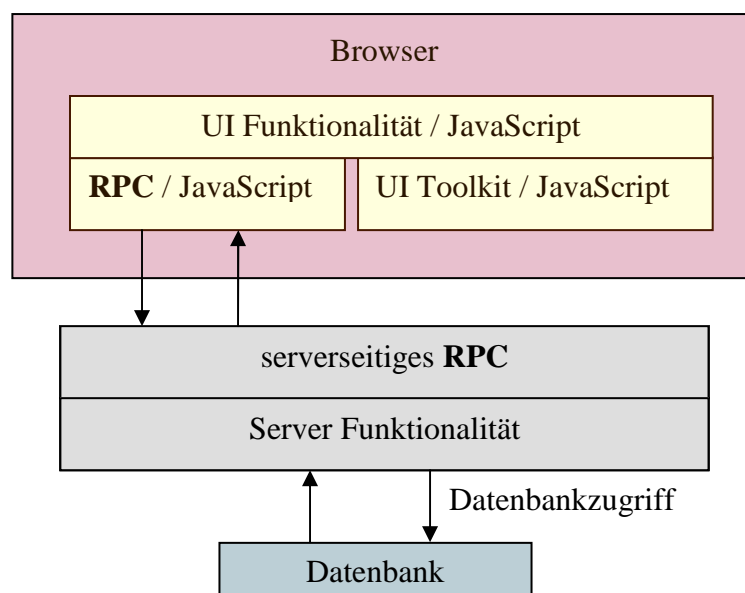 Browser
UI Funktionalität / JavaScript
RPC / JavaScript
UI Toolkit / JavaScript
serverseitiges RPC
Server Funktionalität
Datenbankzugriff
Datenbank